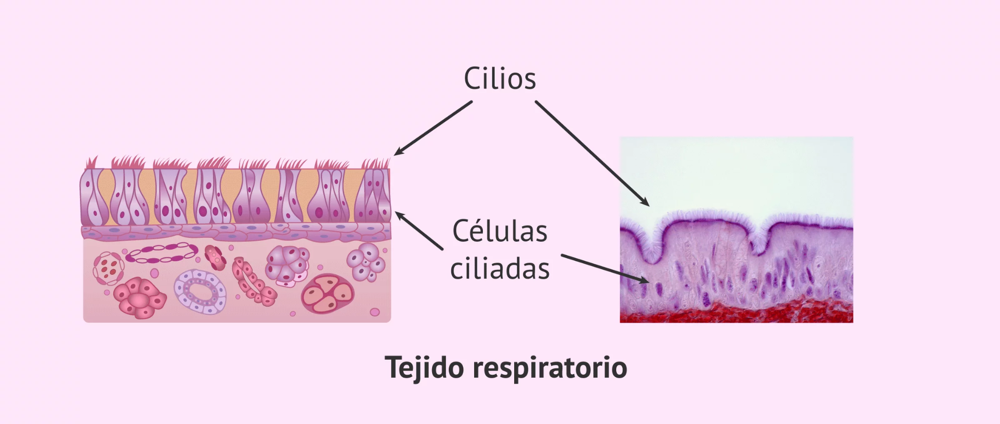 Cilios
Células
ciliadas
Tejido respiratorio